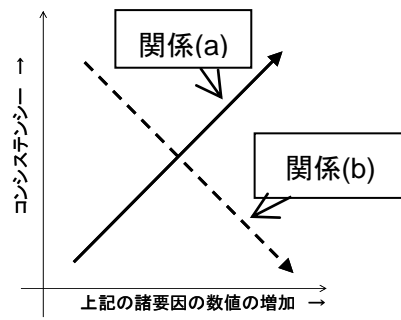 関係(a)
関係(b)
コンシステンシー →
上記の諸要因の数値の増加 →